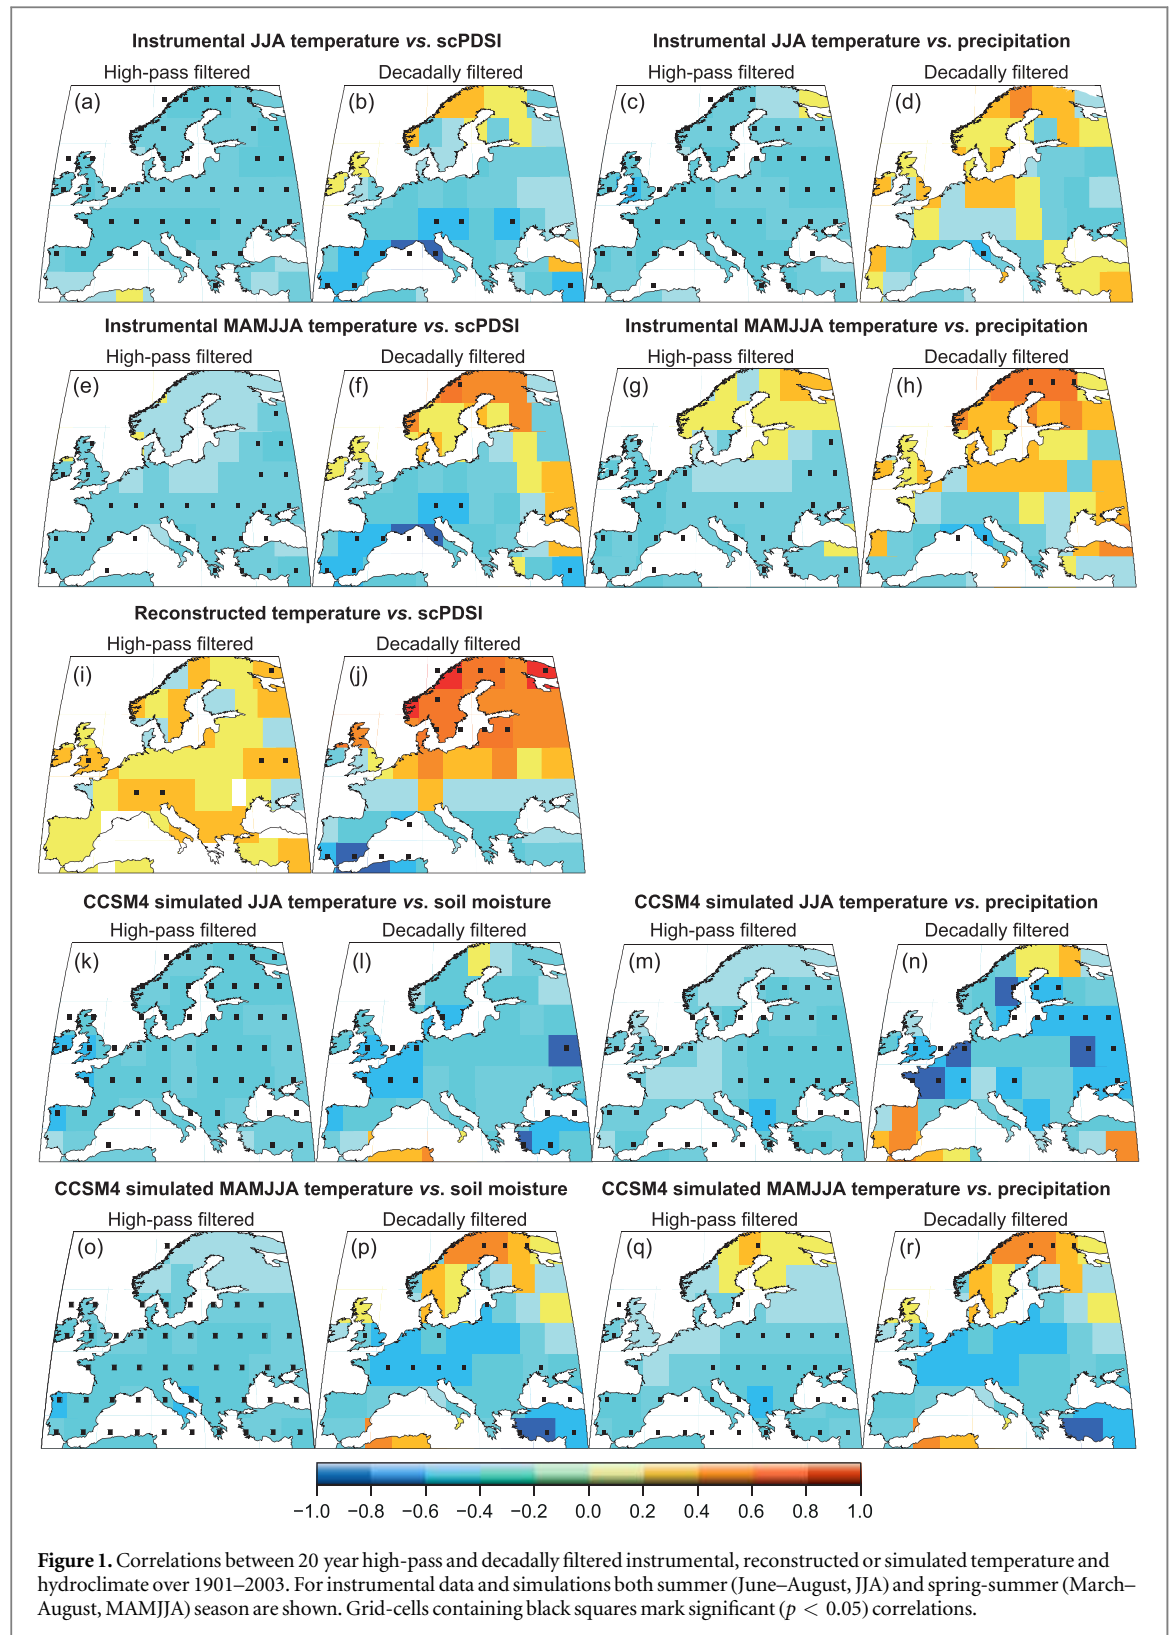 Instrumental JJA temperature vs. scPDSI
Instrumental JJA temperature vs. precipitation
High-pass filtered
Decadally filtered
High-pass filtered
Decadally filtered
(a)
(b)
(c)
(d)
Instrumental MAMJJA temperature vs. scPDSI
Instrumental MAMJJA temperature vs. precipitation
High-pass filtered
Decadally filtered
High-pass filtered
Decadally filtered
(e)
(f)
(g)
(h)
Reconstructed temperature vs. scPDSI
High-pass filtered
Decadally filtered
(i)
(j)
CCSM4 simulated JJA temperature vs. soil moisture
CCSM4 simulated JJA temperature vs. precipitation
High-pass filtered
Decadally filtered
High-pass filtered
Decadally filtered
(k)
(l)
(m)
(n)
CCSM4 simulated MAMJJA temperature vs. soil moisture
CCSM4 simulated MAMJJA temperature vs. precipitation
High-pass filtered
Decadally filtered
High-pass filtered
Decadally filtered
(o)
(p)
(q)
(r)
−1.0 −0.8 −0.6 −0.4 −0.2 0.0 0.2 0.4 0.6 0.8 1.0
Figure 1. Correlations between 20 year high-pass and decadally filtered instrumental, reconstructed or simulated temperature and
hydroclimate over 1901–2003. For instrumental data and simulations both summer (June–August, JJA) and spring-summer (March–
August, MAMJJA) season are shown. Grid-cells containing black squares mark significant (p < 0.05) correlations.